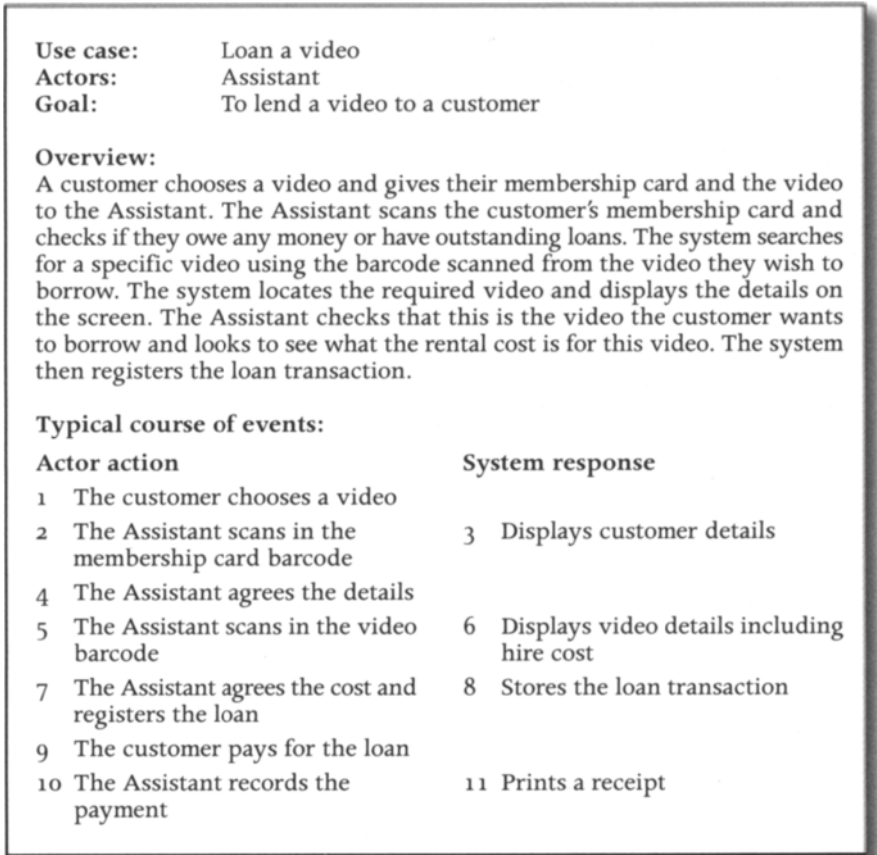 Use case: Loan a video
Actors: Assistant
Goal: To lend a video to a customer
Overview:
A customer chooses a video and gives their membership card and the video
to the Assistant. The Assistant scans the customer's membership card and
checks if they owe any money or have outstanding loans. The system searches
for a specific video using the barcode scanned from the video they wish to
borrow. The system locates the required video and displays the details on
the screen. The Assistant checks that this is the video the customer wants
to borrow and looks to see what the rental cost is for this video. The system
then registers the loan transaction.
Typical course of events:
Actor action System response
1 The customer chooses a video
2 The Assistant scans in the 3 Displays customer details
membership card barcode
4 The Assistant agrees the details
5 The Assistant scans in the video 6 Displays video details including
barcode hire cost
7 The Assistant agrees the cost and 8 Stores the loan transaction
registers the loan
9 The customer pays for the loan
10 The Assistant records the 11 Prints a receipt
payment